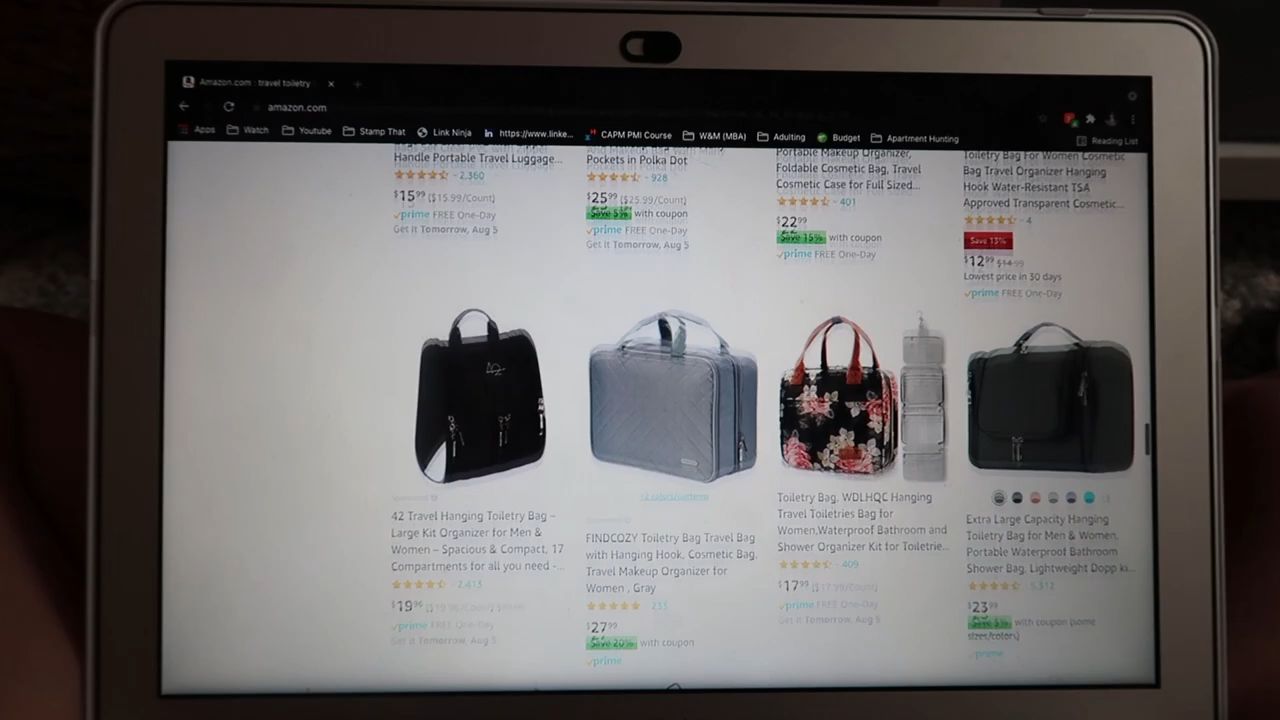 Amazon.com : travel toiletry
amazon.com
Apps Watch Youtube Stamp That Link Ninja https://www.linke... CAPM PMI Course W&M (MBA) Adulting Budget Apartment Hunting
Reading List
Handle Portable Travel Luggage...
2,360
$15.99 ($15.99/Count)
prime FREE One-Day
Get it Tomorrow, Aug 5
Pockets in Polka Dot
928
$25.99 ($25.99/Count)
Save 5% with coupon
prime FREE One-Day
Get it Tomorrow, Aug 5
Portable Makeup Organizer,
Foldable Cosmetic Bag, Travel
Cosmetic Case for Full Sized...
401
$22.99
Save 15% with coupon
prime FREE One-Day
Toiletry Bag For Women Cosmetic
Bag Travel Organizer Hanging
Hook Water-Resistant TSA
Approved Transparent Cosmetic...
4
Save 13%
$12.99 $14.99
Lowest price in 30 days
prime FREE One-Day
42 Travel Hanging Toiletry Bag –
Large Kit Organizer for Men &
Women – Spacious & Compact, 17
Compartments for all you need -...
2,413
$19.96
prime FREE One-Day
Get it Tomorrow, Aug 5
FINDCOZY Toiletry Bag Travel Bag
with Hanging Hook, Cosmetic Bag,
Travel Makeup Organizer for
Women , Gray
233
$27.99
Save 20% with coupon
prime
Toiletry Bag, WDLHQC Hanging
Travel Toiletries Bag for
Women,Waterproof Bathroom and
Shower Organizer Kit for Toiletrie...
409
$17.99 ($17.99/Count)
prime FREE One-Day
Get it Tomorrow, Aug 5
Extra Large Capacity Hanging
Toiletry Bag for Men & Women,
Portable Waterproof Bathroom
Shower Bag, Lightweight Dopp ki...
5,312
$23.99
Save 5% with coupon (some
sizes/colors)
prime